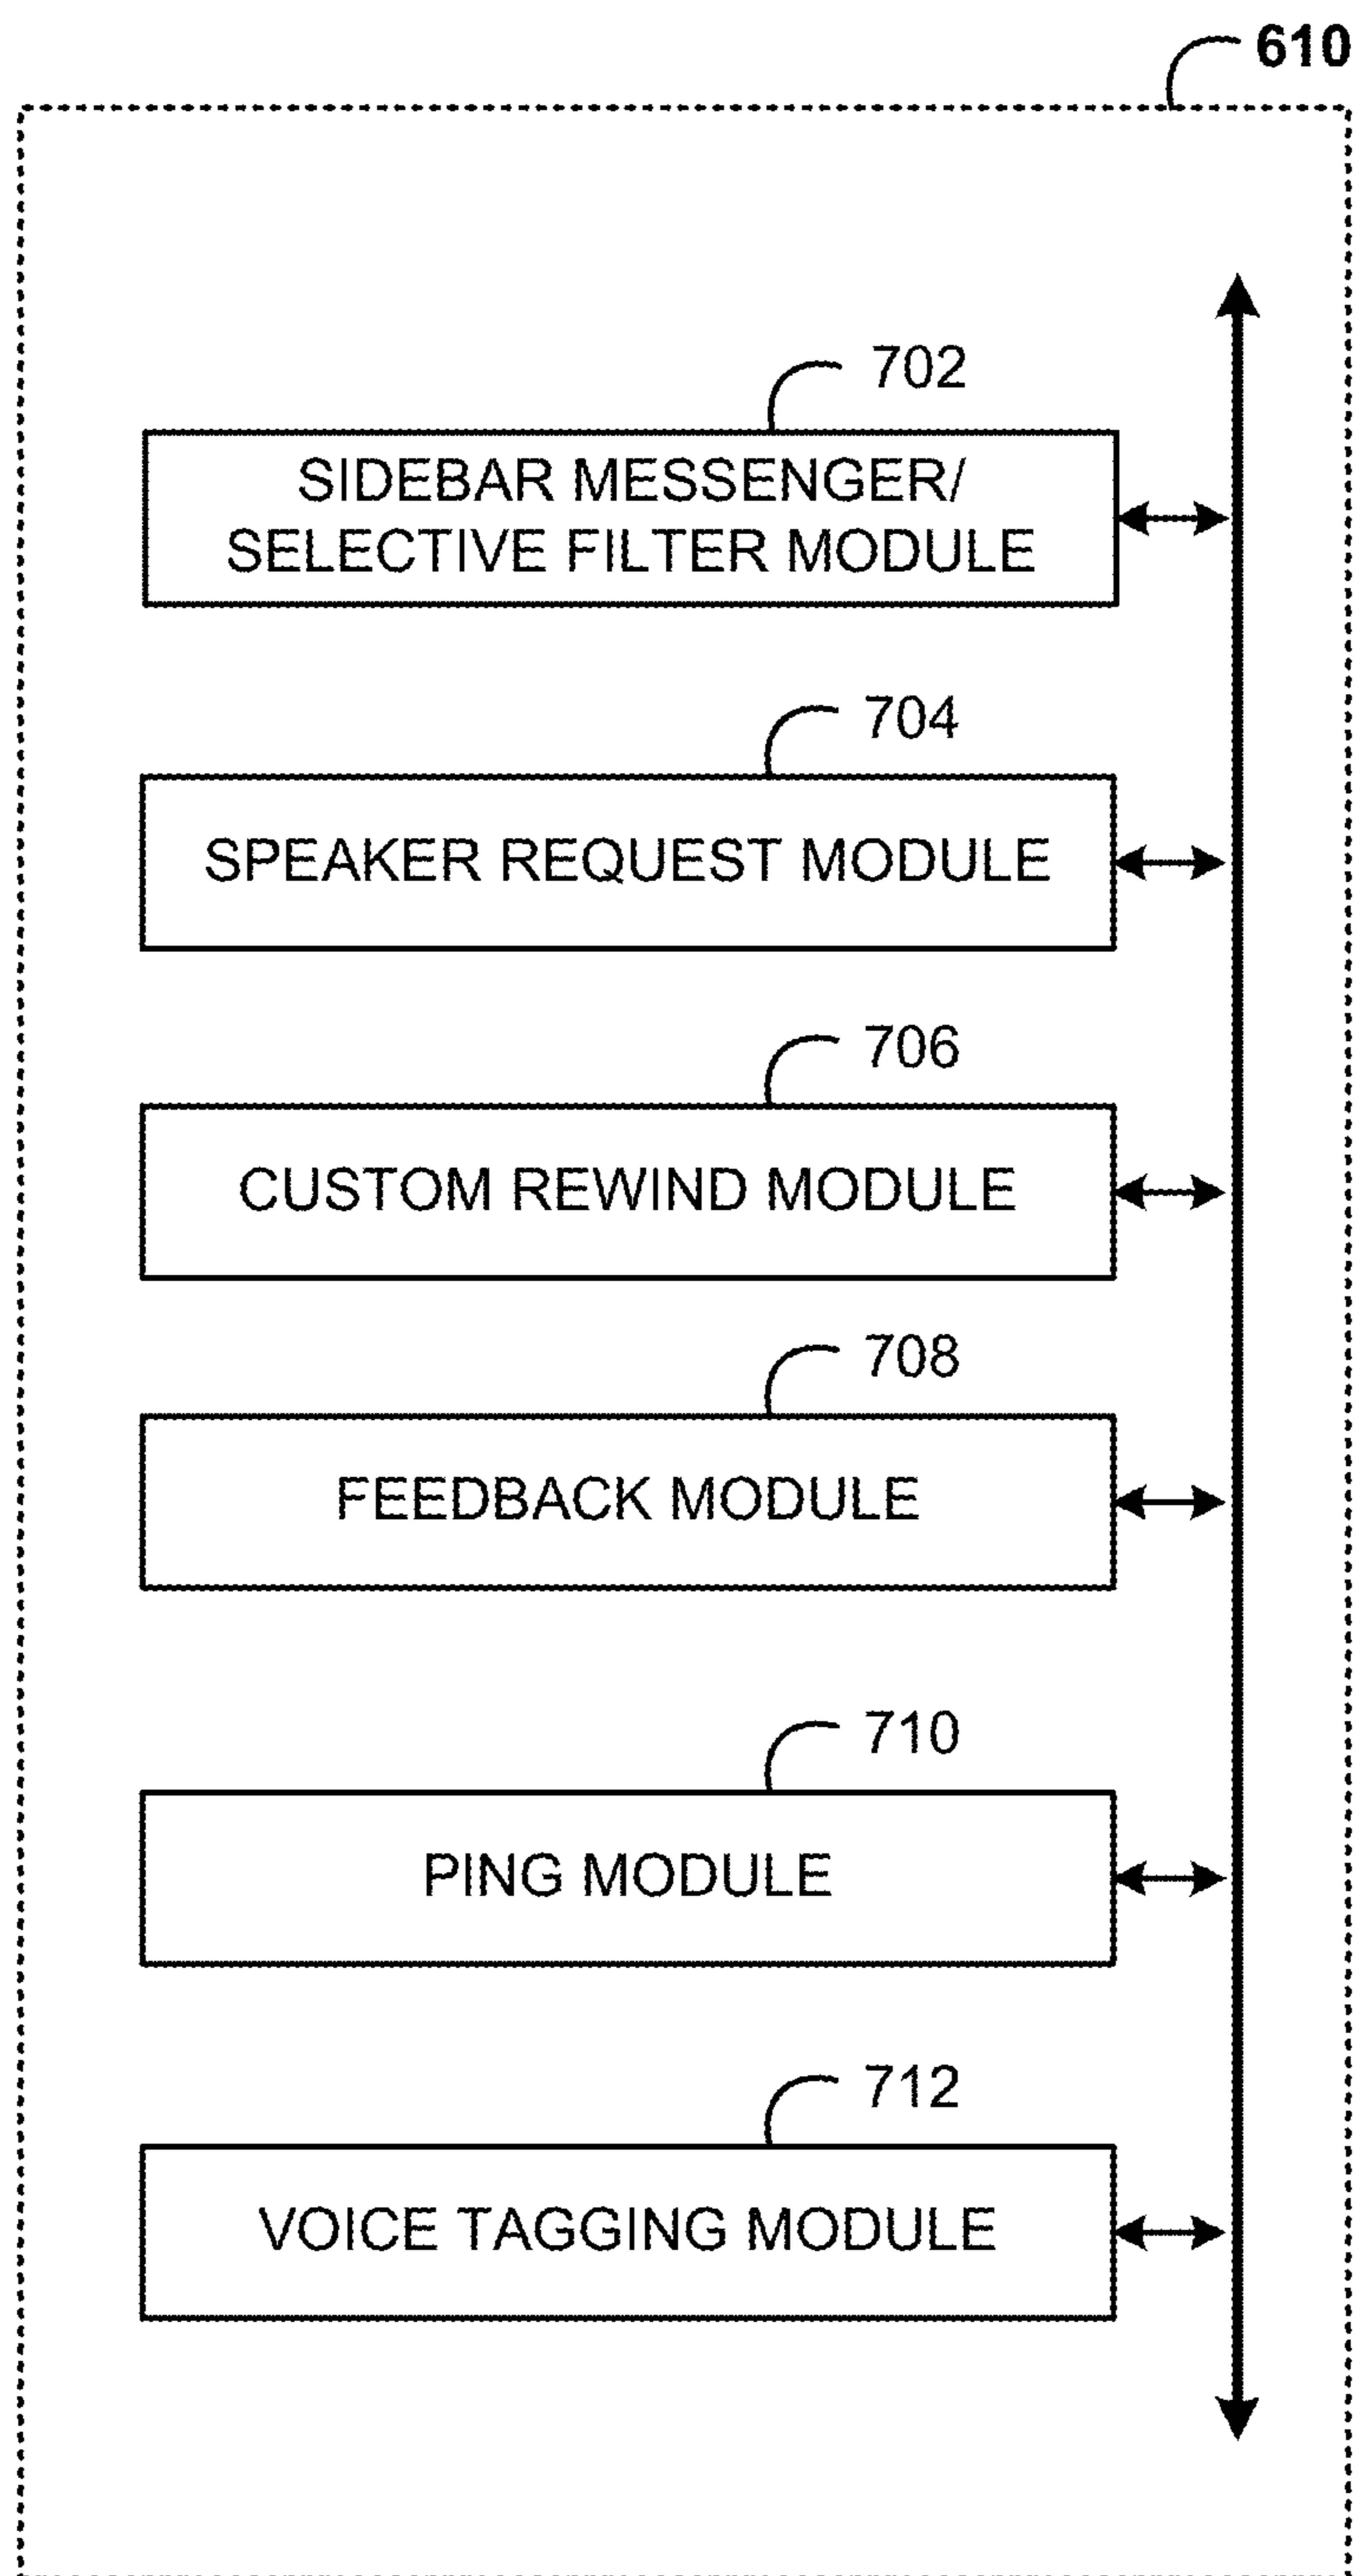 610
702
SIDEBAR MESSENGER/
SELECTIVE FILTER MODULE
704
SPEAKER REQUEST MODULE
706
CUSTOM REWIND MODULE
708
FEEDBACK MODULE
710
PING MODULE
712
VOICE TAGGING MODULE